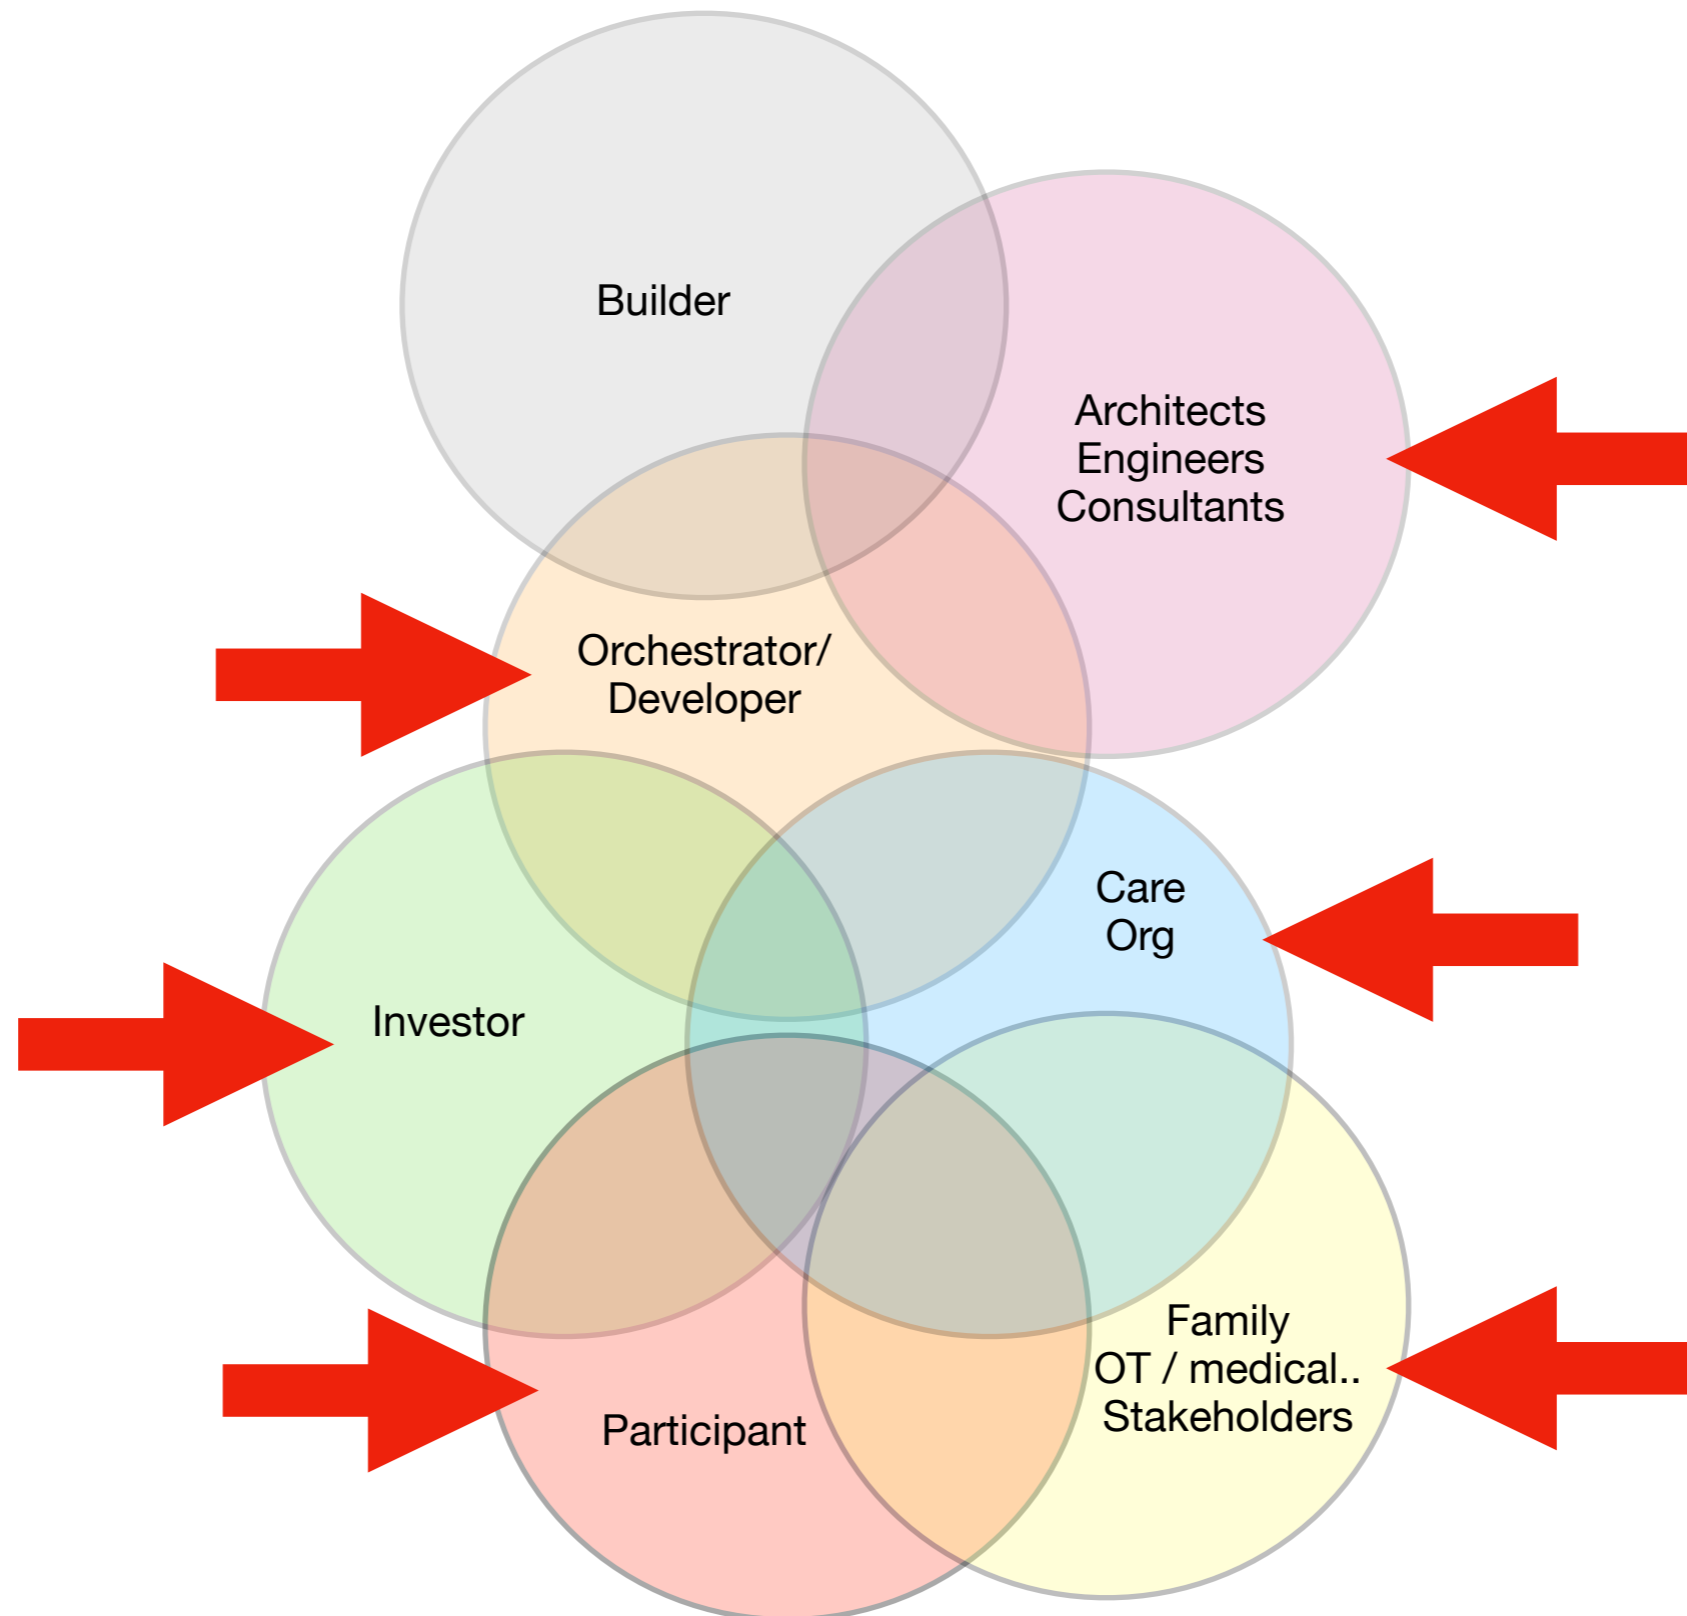 Builder
Architects
Engineers
Consultants
Orchestrator/
Developer
Care
Org
Investor
Family
OT / medical..
Stakeholders
Participant